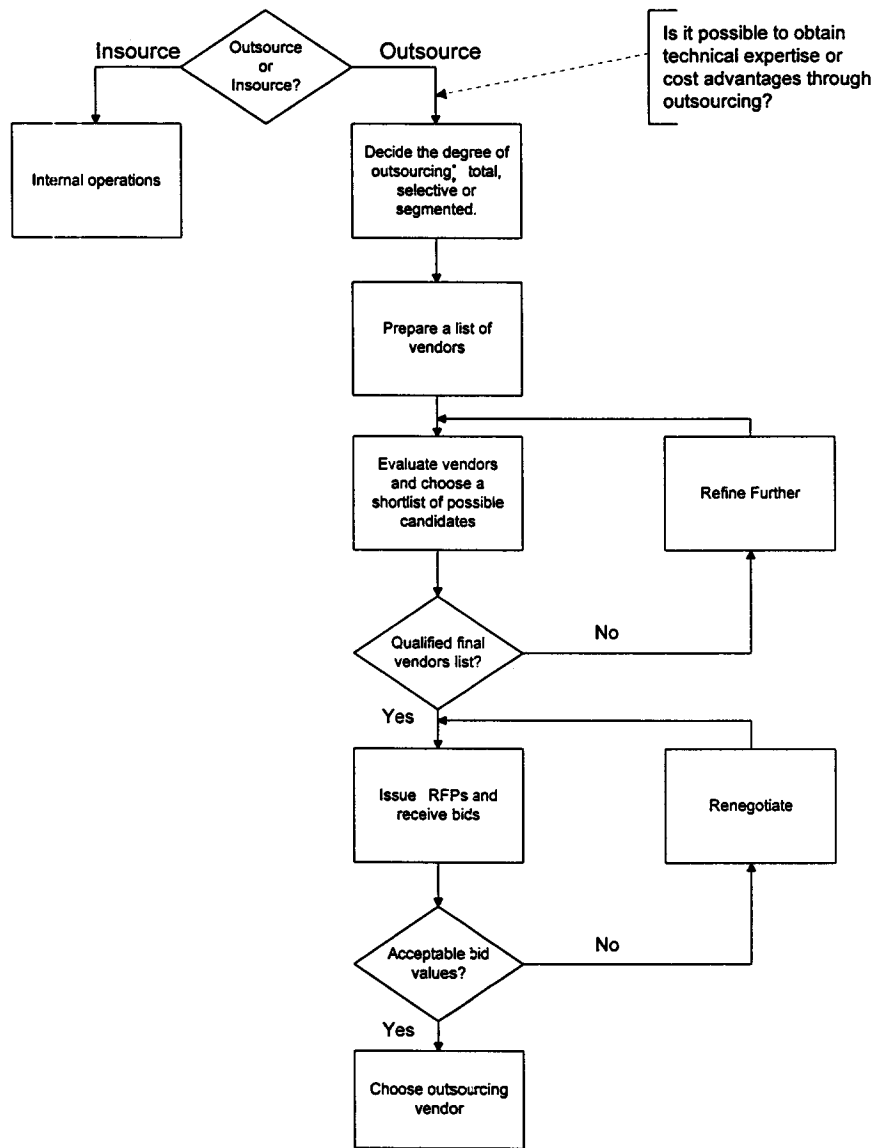 Insource
Outsource
or
Insource?
Outsource
Is it possible to obtain
technical expertise or
cost advantages through
outsourcing?
Internal operations
Decide the degree of
outsourcing; total,
selective or
segmented.
Prepare a list of
vendors
Evaluate vendors
and choose a
shortlist of possible
candidates
Refine Further
Qualified final
vendors list?
No
Yes
Issue RFPs and
receive bids
Renegotiate
Acceptable bid
values?
No
Yes
Choose outsourcing
vendor